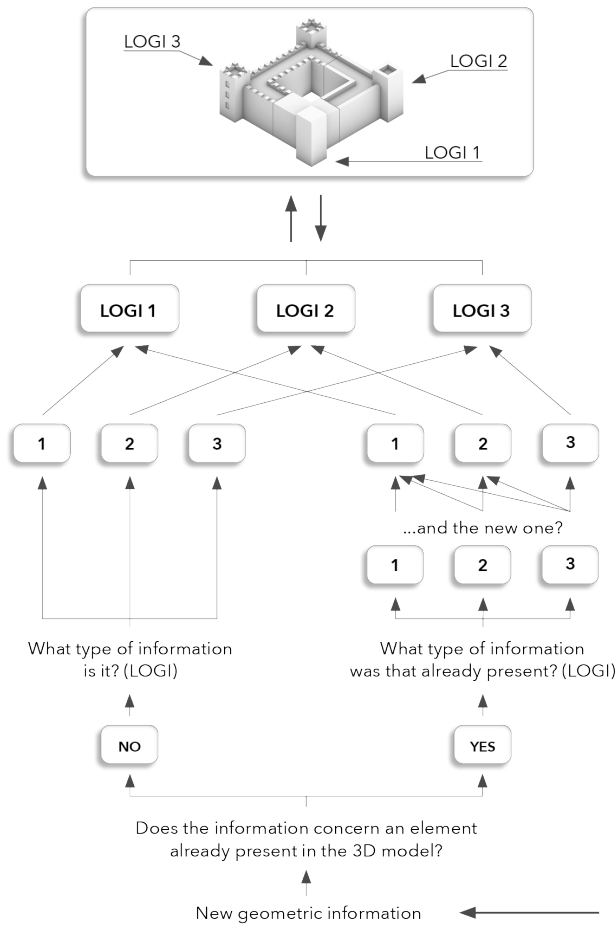 LOGI 3
LOGI 2
LOGI 1
LOGI 1
LOGI 2
LOGI 3
1
2
3
1
2
3
...and the new one?
1
2
3
What type of information
is it? (LOGI)
What type of information
was that already present? (LOGI)
NO
YES
Does the information concern an element
already present in the 3D model?
New geometric information